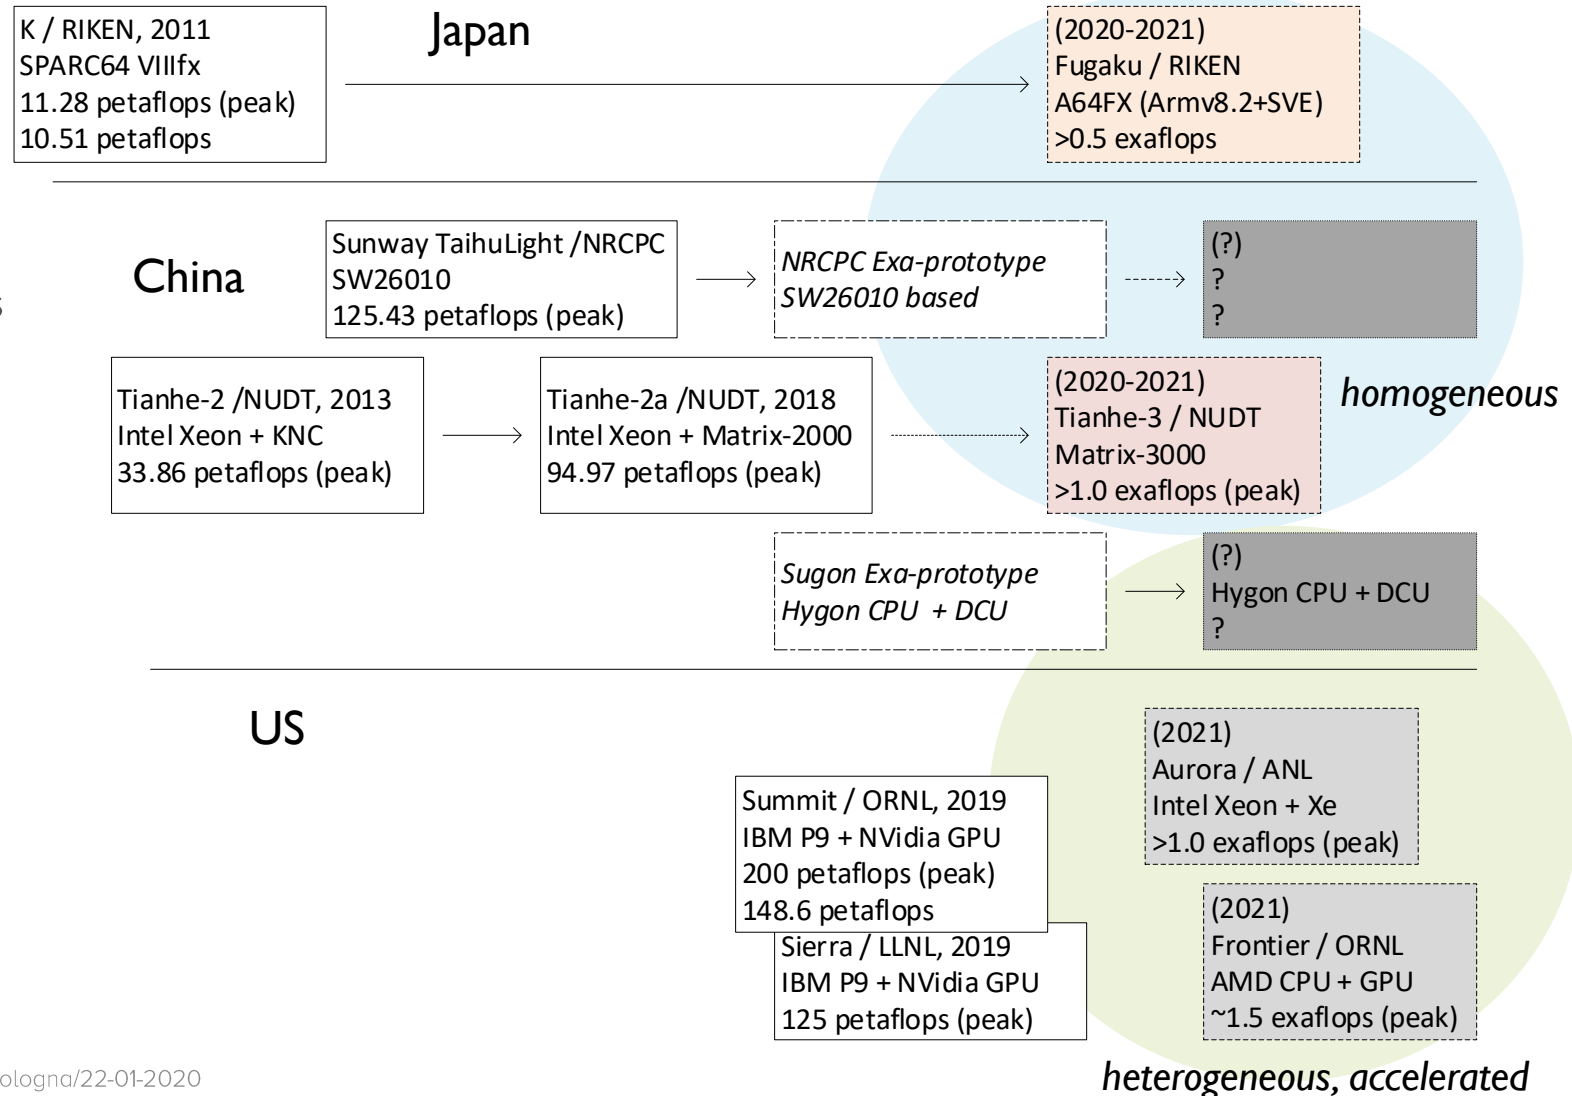 Japan
K / RIKEN, 2011
SPARC64 VIIIfx
11.28 petaflops (peak)
10.51 petaflops
(2020-2021)
Fugaku / RIKEN
A64FX (Armv8.2+SVE)
>0.5 exaflops
China
s
Sunway TaihuLight /NRCPC
SW26010
125.43 petaflops (peak)
NRCPC Exa-prototype
SW26010 based
(?)
?
?
Tianhe-2 /NUDT, 2013
Intel Xeon + KNC
33.86 petaflops (peak)
Tianhe-2a /NUDT, 2018
Intel Xeon + Matrix-2000
94.97 petaflops (peak)
(2020-2021)
Tianhe-3 / NUDT
Matrix-3000
>1.0 exaflops (peak)
homogeneous
Sugon Exa-prototype
Hygon CPU + DCU
(?)
Hygon CPU + DCU
?
US
Summit / ORNL, 2019
IBM P9 + NVidia GPU
200 petaflops (peak)
148.6 petaflops
Sierra / LLNL, 2019
IBM P9 + NVidia GPU
125 petaflops (peak)
(2021)
Aurora / ANL
Intel Xeon + Xe
>1.0 exaflops (peak)
(2021)
Frontier / ORNL
AMD CPU + GPU
~1.5 exaflops (peak)
heterogeneous, accelerated
ologna/22-01-2020